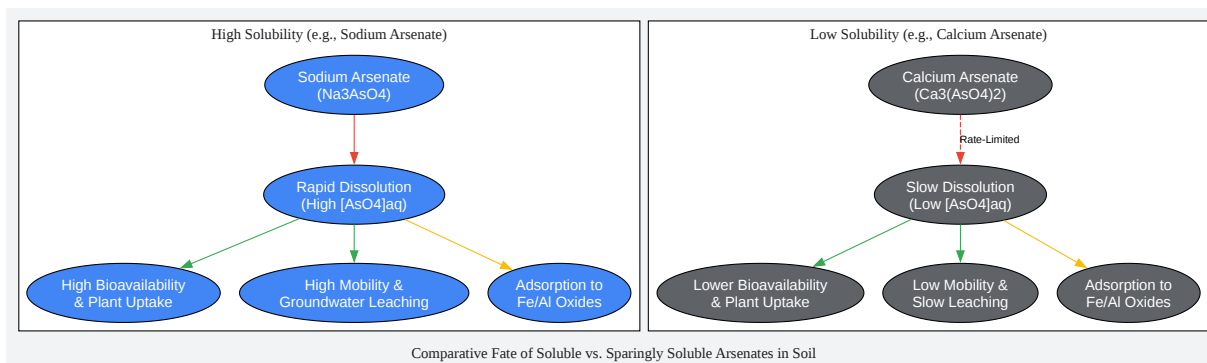 High Solubility (e.g., Sodium Arsenate)
Sodium Arsenate
(Na3AsO4)
Rapid Dissolution
(High [AsO4]aq)
High Bioavailability
& Plant Uptake
High Mobility &
Groundwater Leaching
Adsorption to
Fe/Al Oxides
Low Solubility (e.g., Calcium Arsenate)
Calcium Arsenate
(Ca3(AsO4)2)
Rate-Limited
Slow Dissolution
(Low [AsO4]aq)
Lower Bioavailability
& Plant Uptake
Low Mobility &
Slow Leaching
Adsorption to
Fe/Al Oxides
Comparative Fate of Soluble vs. Sparingly Soluble Arsenates in Soil